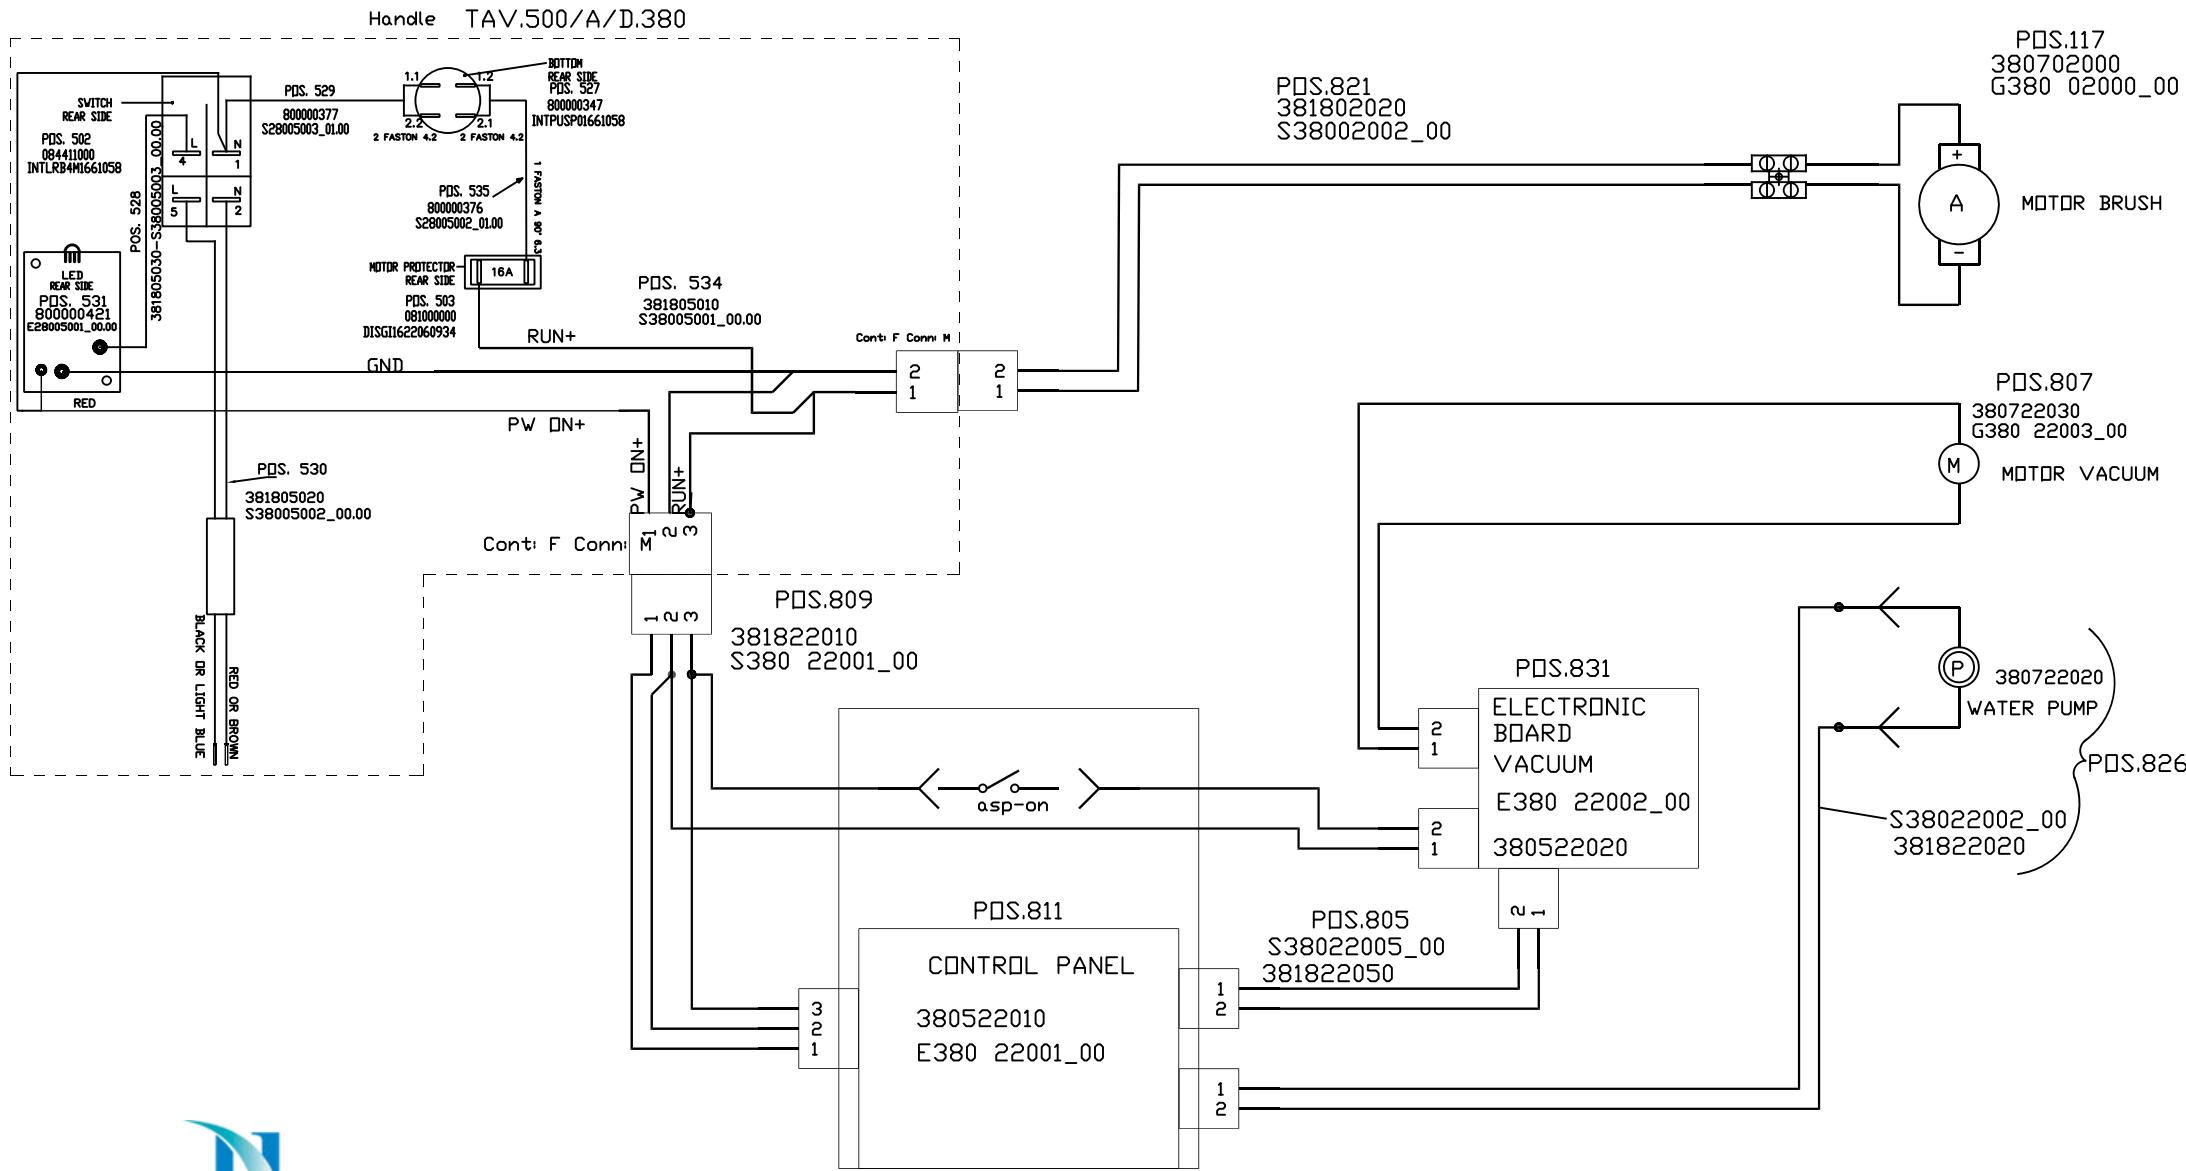 Handle TAV.500/A/D.380
SWITCH
REAR SIDE
POS. 502
084411000
INTLRB4M1661058
L
4
N
1
L
5
N
2
POS. 528
381805030-S38005003_00.00
POS. 529
800000377
S28005003_01.00
1.1
1.2
2.2
2.1
2 FASTON 4.2
2 FASTON 4.2
BOTTOM
REAR SIDE
POS. 527
800000347
INTPUSP01661058
1 FASTON A 90° 6.3
POS. 535
800000376
S28005002_01.00
MOTOR PROTECTOR
REAR SIDE
16A
POS. 503
081000000
DISGI1622060934
LED
REAR SIDE
POS. 531
800000421
E28005001_00.00
RED
GND
RUN+
PW ON+
POS. 534
381805010
S38005001_00.00
Cont: F Conn: M
2
1
2
1
PW ON+
RUN+
POS. 530
381805020
S38005002_00.00
BLACK OR LIGHT BLUE
RED OR BROWN
Cont: F Conn: M
1
2
3
1
2
3
POS.809
381822010
S380 22001_00
POS.821
381802020
S38002002_00
POS.117
380702000
G380 02000_00
+
A
-
MOTOR BRUSH
POS.807
380722030
G380 22003_00
M
MOTOR VACUUM
P
380722020
WATER PUMP
POS.826
S38022002_00
381822020
POS.831
ELECTRONIC
BOARD
VACUUM
E380 22002_00
380522020
2
1
2
1
2
1
asp-on
POS.811
CONTROL PANEL
380522010
E380 22001_00
3
2
1
1
2
1
2
POS.805
S38022005_00
381822050
N